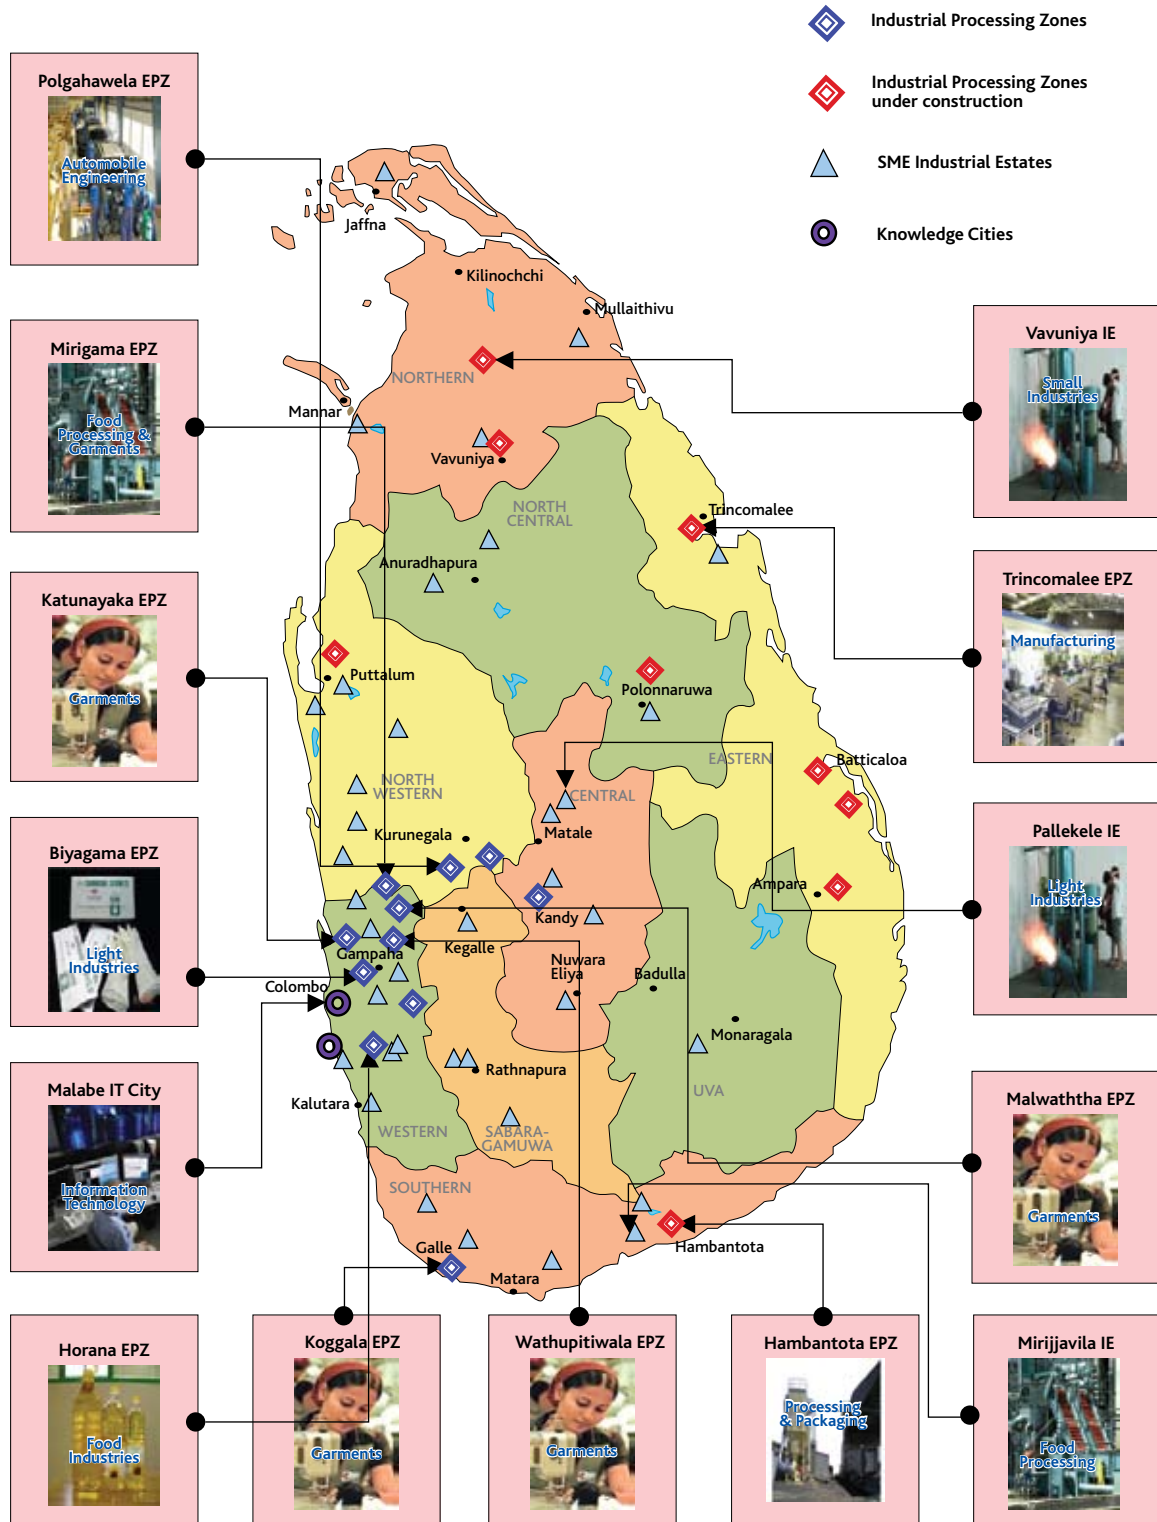 Industrial Processing Zones
Industrial Processing Zones
under construction
SME Industrial Estates
Knowledge Cities
Polgahawela EPZ
Automobile
Engineering
Mirigama EPZ
Food
Processing &
Garments
Katunayaka EPZ
Garments
Biyagama EPZ
Light
Industries
Malabe IT City
Information
Technology
Horana EPZ
Food
Industries
Koggala EPZ
Garments
Wathupitiwala EPZ
Garments
Hambantota EPZ
Processing
& Packaging
Mirijjavila IE
Food
Processing
Malwaththa EPZ
Garments
Pallekele IE
Light
Industries
Trincomalee EPZ
Manufacturing
Vavuniya IE
Small
Industries
Jaffna
Kilinochchi
Mullaithivu
NORTHERN
Mannar
Vavuniya
NORTH
CENTRAL
Trincomalee
Anuradhapura
Puttalum
Polonnaruwa
EASTERN
Batticaloa
NORTH
WESTERN
CENTRAL
Kurunegala
Matale
Ampara
Kandy
Kegalle
Gampaha
Nuwara
Eliya
Badulla
Colombo
Monaragala
Rathnapura
UVA
Kalutara
WESTERN
SABARA-
GAMUWA
SOUTHERN
Galle
Hambantota
Matara